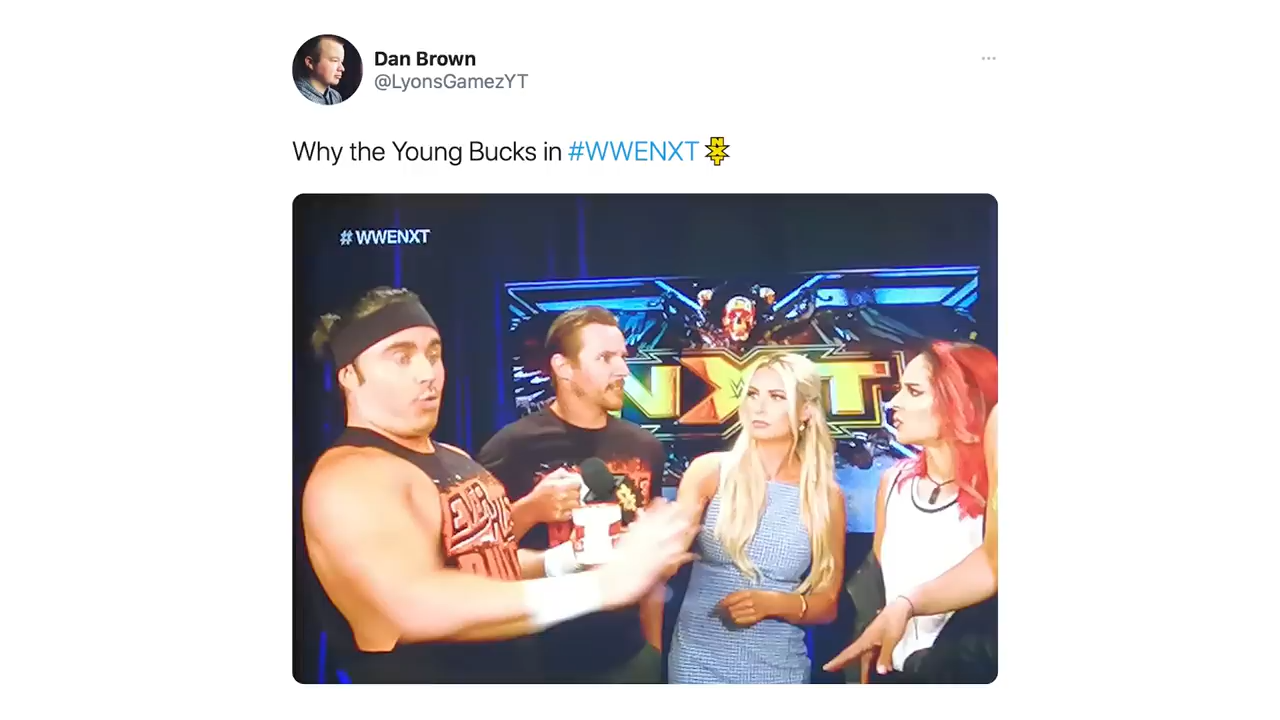 Dan Brown
@LyonsGamezYT
Why the Young Bucks in #WWENXT
#WWENXT
NXT